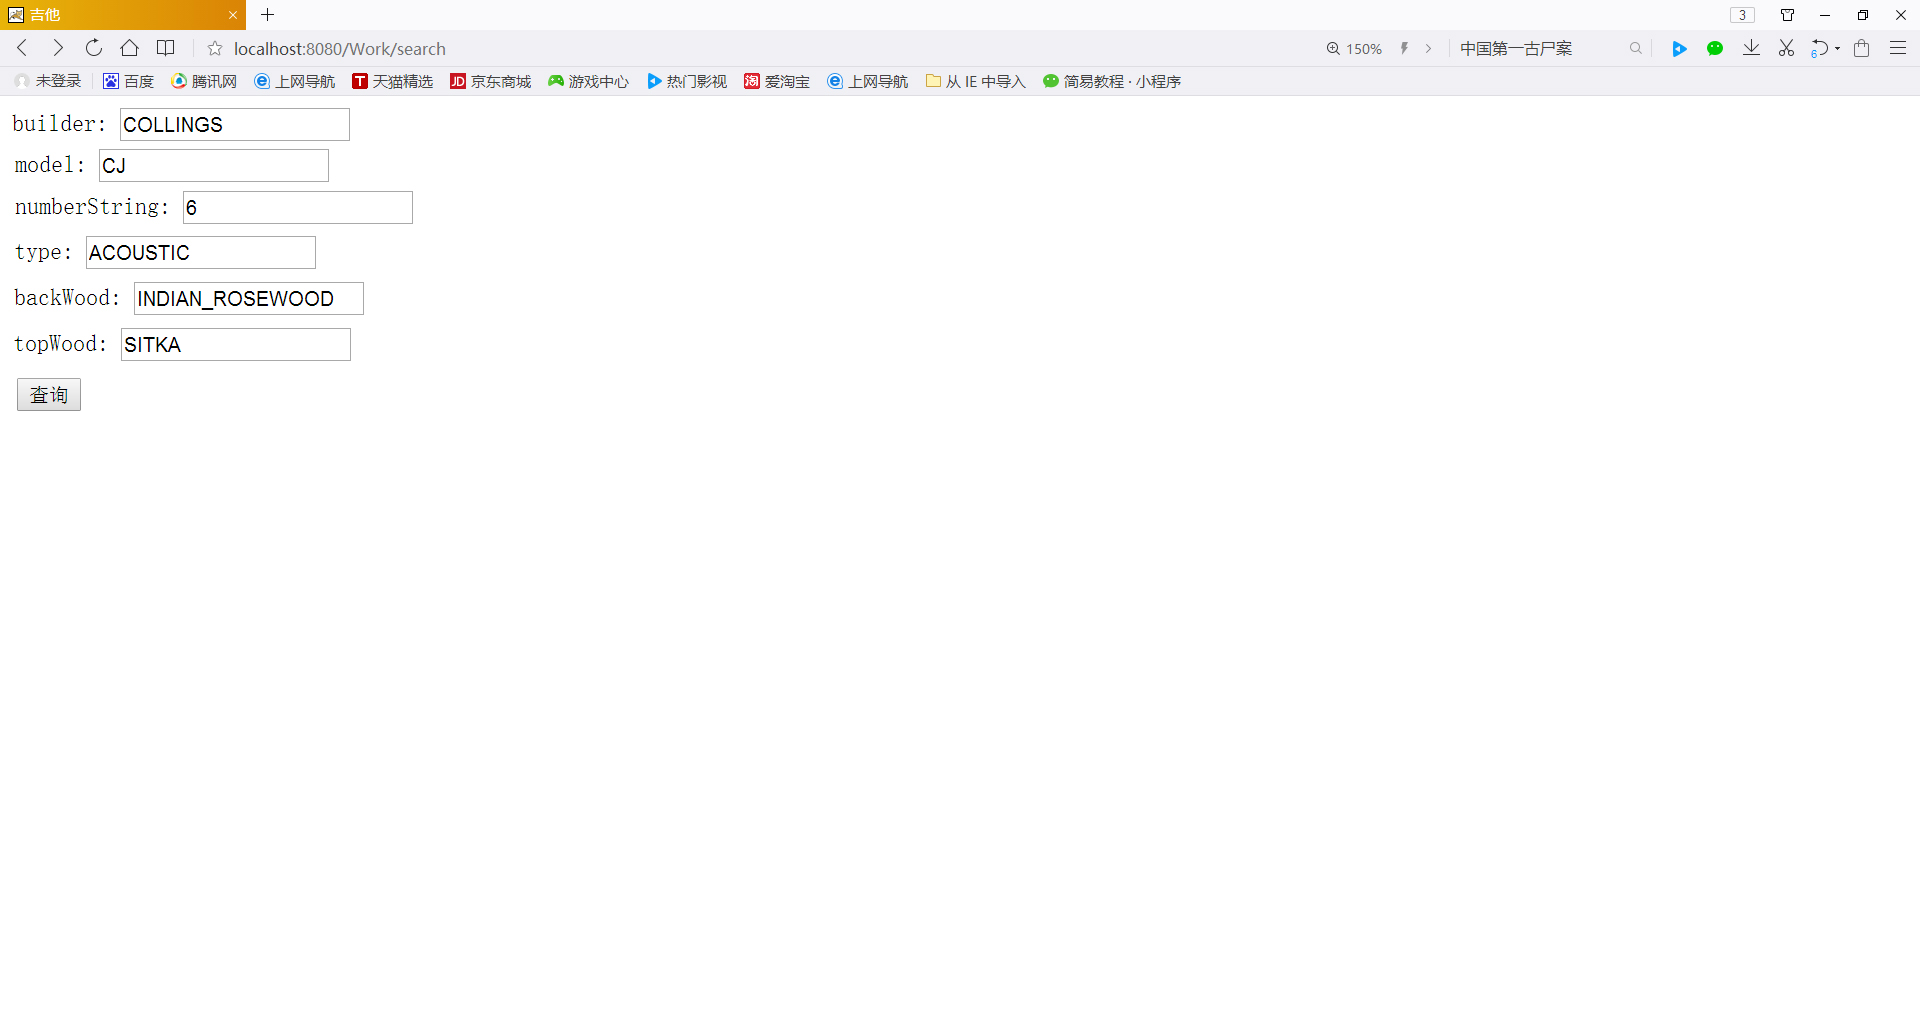 吉他
3
localhost:8080/Work/search
150%
中国第一古尸案
6
未登录 百度 腾讯网 上网导航 T 天猫精选 JD 京东商城 游戏中心 热门影视 淘 爱淘宝 上网导航 从 IE 中导入 简易教程 · 小程序
builder: COLLINGS
model: CJ
numberString: 6
type: ACOUSTIC
backWood: INDIAN_ROSEWOOD
topWood: SITKA
查询